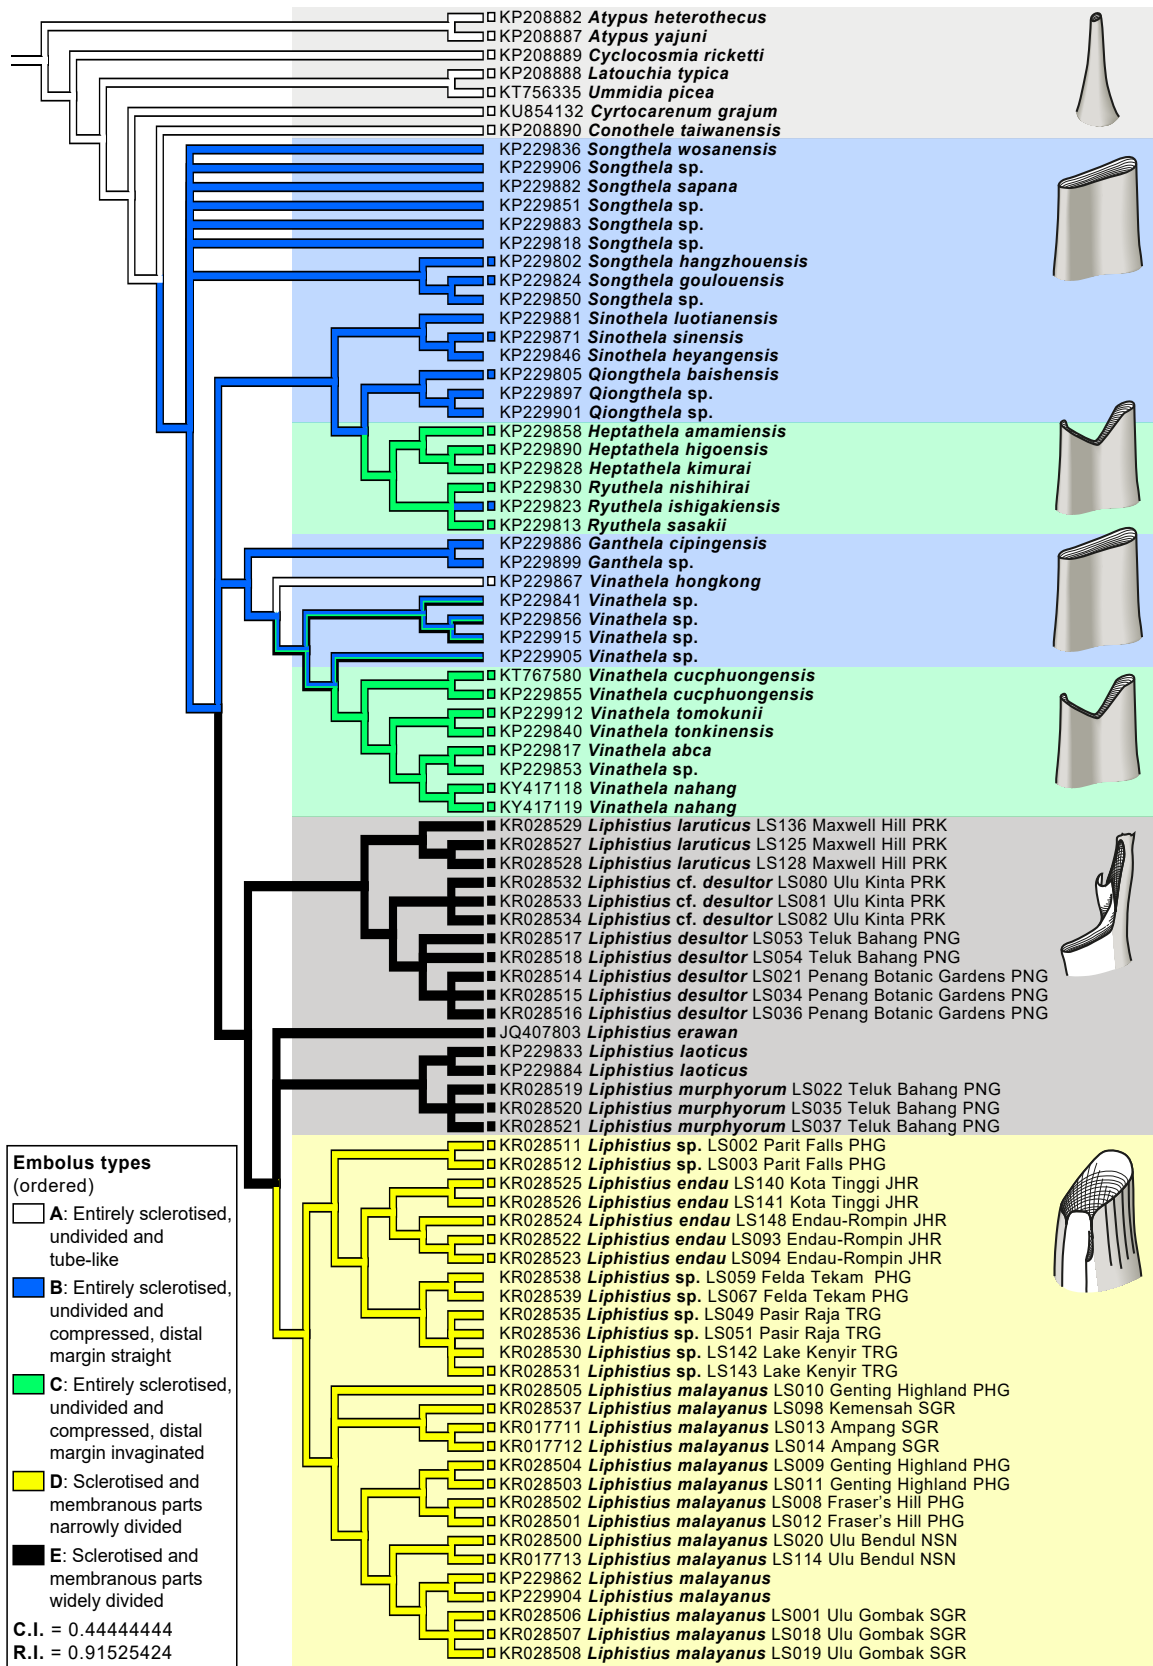 KP208882 Atypus heterothecus
KP208887 Atypus yajuni
KP208889 Cyclocosmia ricketti
KP208888 Latouchia typica
KT756335 Ummidia picea
KU854132 Cyrtocarenum grajum
KP208890 Conothele taiwanensis
KP229836 Songthela wosanensis
KP229906 Songthela sp.
KP229882 Songthela sapana
KP229851 Songthela sp.
KP229883 Songthela sp.
KP229818 Songthela sp.
KP229802 Songthela hangzhouensis
KP229824 Songthela goulouensis
KP229850 Songthela sp.
KP229881 Sinothela luotianensis
KP229871 Sinothela sinensis
KP229846 Sinothela heyangensis
KP229805 Qiongthela baishensis
KP229897 Qiongthela sp.
KP229901 Qiongthela sp.
KP229858 Heptathela amamiensis
KP229890 Heptathela higoensis
KP229828 Heptathela kimurai
KP229830 Ryuthela nishihirai
KP229823 Ryuthela ishigakiensis
KP229813 Ryuthela sasakii
KP229886 Ganthela cipingensis
KP229899 Ganthela sp.
KP229867 Vinathela hongkong
KP229841 Vinathela sp.
KP229856 Vinathela sp.
KP229915 Vinathela sp.
KP229905 Vinathela sp.
KT767580 Vinathela cucphuongensis
KP229855 Vinathela cucphuongensis
KP229912 Vinathela tomokunii
KP229840 Vinathela tonkinensis
KP229817 Vinathela abca
KP229853 Vinathela sp.
KY417118 Vinathela nahang
KY417119 Vinathela nahang
KR028529 Liphistius laruticus LS136 Maxwell Hill PRK
KR028527 Liphistius laruticus LS125 Maxwell Hill PRK
KR028528 Liphistius laruticus LS128 Maxwell Hill PRK
KR028532 Liphistius cf. desultor LS080 Ulu Kinta PRK
KR028533 Liphistius cf. desultor LS081 Ulu Kinta PRK
KR028534 Liphistius cf. desultor LS082 Ulu Kinta PRK
KR028517 Liphistius desultor LS053 Teluk Bahang PNG
KR028518 Liphistius desultor LS054 Teluk Bahang PNG
KR028514 Liphistius desultor LS021 Penang Botanic Gardens PNG
KR028515 Liphistius desultor LS034 Penang Botanic Gardens PNG
KR028516 Liphistius desultor LS036 Penang Botanic Gardens PNG
JQ407803 Liphistius erawan
KP229833 Liphistius laoticus
KP229884 Liphistius laoticus
KR028519 Liphistius murphyorum LS022 Teluk Bahang PNG
KR028520 Liphistius murphyorum LS035 Teluk Bahang PNG
KR028521 Liphistius murphyorum LS037 Teluk Bahang PNG
KR028511 Liphistius sp. LS002 Parit Falls PHG
KR028512 Liphistius sp. LS003 Parit Falls PHG
KR028525 Liphistius endau LS140 Kota Tinggi JHR
KR028526 Liphistius endau LS141 Kota Tinggi JHR
KR028524 Liphistius endau LS148 Endau-Rompin JHR
KR028522 Liphistius endau LS093 Endau-Rompin JHR
KR028523 Liphistius endau LS094 Endau-Rompin JHR
KR028538 Liphistius sp. LS059 Felda Tekam PHG
KR028539 Liphistius sp. LS067 Felda Tekam PHG
KR028535 Liphistius sp. LS049 Pasir Raja TRG
KR028536 Liphistius sp. LS051 Pasir Raja TRG
KR028530 Liphistius sp. LS142 Lake Kenyir TRG
KR028531 Liphistius sp. LS143 Lake Kenyir TRG
KR028505 Liphistius malayanus LS010 Genting Highland PHG
KR028537 Liphistius malayanus LS098 Kemensah SGR
KR017711 Liphistius malayanus LS013 Ampang SGR
KR017712 Liphistius malayanus LS014 Ampang SGR
KR028504 Liphistius malayanus LS009 Genting Highland PHG
KR028503 Liphistius malayanus LS011 Genting Highland PHG
KR028502 Liphistius malayanus LS008 Fraser's Hill PHG
KR028501 Liphistius malayanus LS012 Fraser's Hill PHG
KR028500 Liphistius malayanus LS020 Ulu Bendul NSN
KR017713 Liphistius malayanus LS114 Ulu Bendul NSN
KP229862 Liphistius malayanus
KP229904 Liphistius malayanus
KR028506 Liphistius malayanus LS001 Ulu Gombak SGR
KR028507 Liphistius malayanus LS018 Ulu Gombak SGR
KR028508 Liphistius malayanus LS019 Ulu Gombak SGR
Embolus types
(ordered)
A: Entirely sclerotised,
undivided and
tube-like
B: Entirely sclerotised,
undivided and
compressed, distal
margin straight
C: Entirely sclerotised,
undivided and
compressed, distal
margin invaginated
D: Sclerotised and
membranous parts
narrowly divided
E: Sclerotised and
membranous parts
widely divided
C.I. = 0.44444444
R.I. = 0.91525424